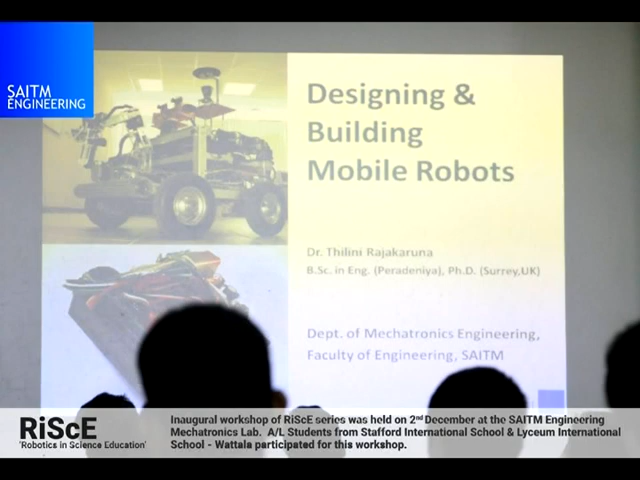 SAITM
ENGINEERING
Designing &
Building
Mobile Robots
Dr. Thilini Rajakaruna
B.Sc. in Eng. (Peradeniya), Ph.D. (Surrey,UK)
Dept. of Mechatronics Engineering,
Faculty of Engineering, SAITM
RiScE
'Robotics in Science Education'
Inaugural workshop of RiScE series was held on 2nd December at the SAITM Engineering
Mechatronics Lab. A/L Students from Stafford International School & Lyceum International
School - Wattala participated for this workshop.